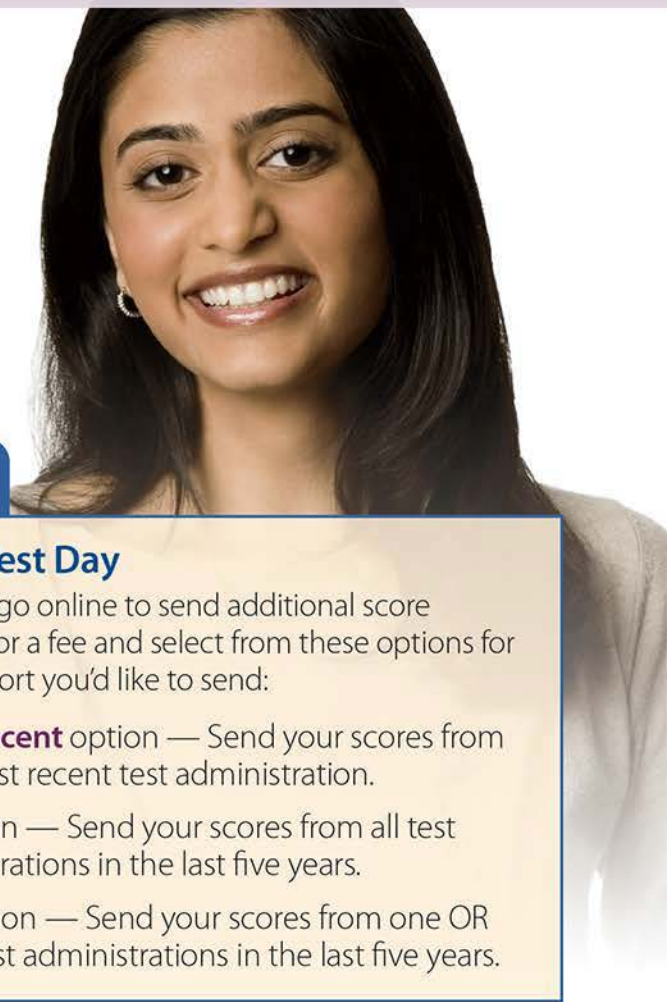 est Day
go online to send additional score
or a fee and select from these options for
ort you'd like to send:
cent option — Send your scores from
st recent test administration.
n — Send your scores from all test
rations in the last five years.
on — Send your scores from one OR
st administrations in the last five years.